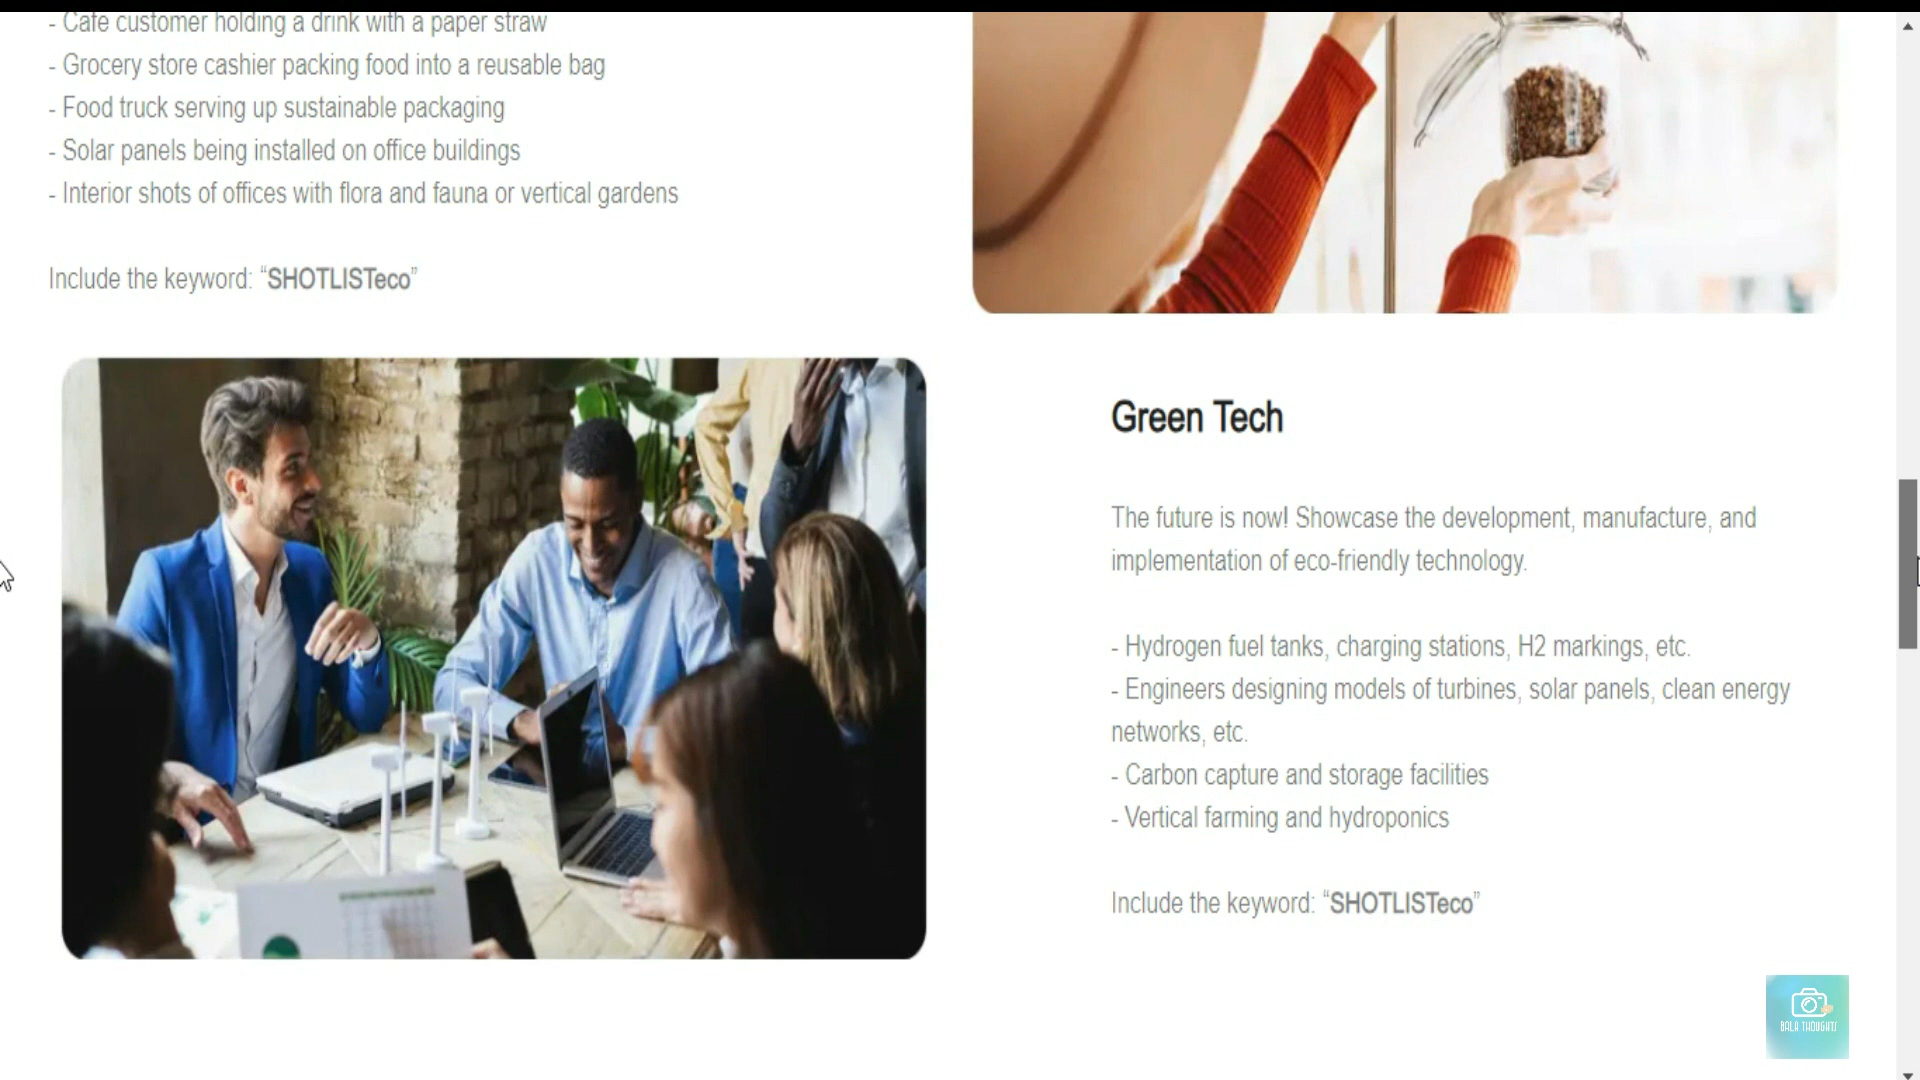 - Cafe customer holding a drink with a paper straw
- Grocery store cashier packing food into a reusable bag
- Food truck serving up sustainable packaging
- Solar panels being installed on office buildings
- Interior shots of offices with flora and fauna or vertical gardens
Include the keyword: “SHOTLISTeco”
Green Tech
The future is now! Showcase the development, manufacture, and
implementation of eco-friendly technology.
- Hydrogen fuel tanks, charging stations, H2 markings, etc.
- Engineers designing models of turbines, solar panels, clean energy
networks, etc.
- Carbon capture and storage facilities
- Vertical farming and hydroponics
Include the keyword: “SHOTLISTeco”
BALA THOUGHTS